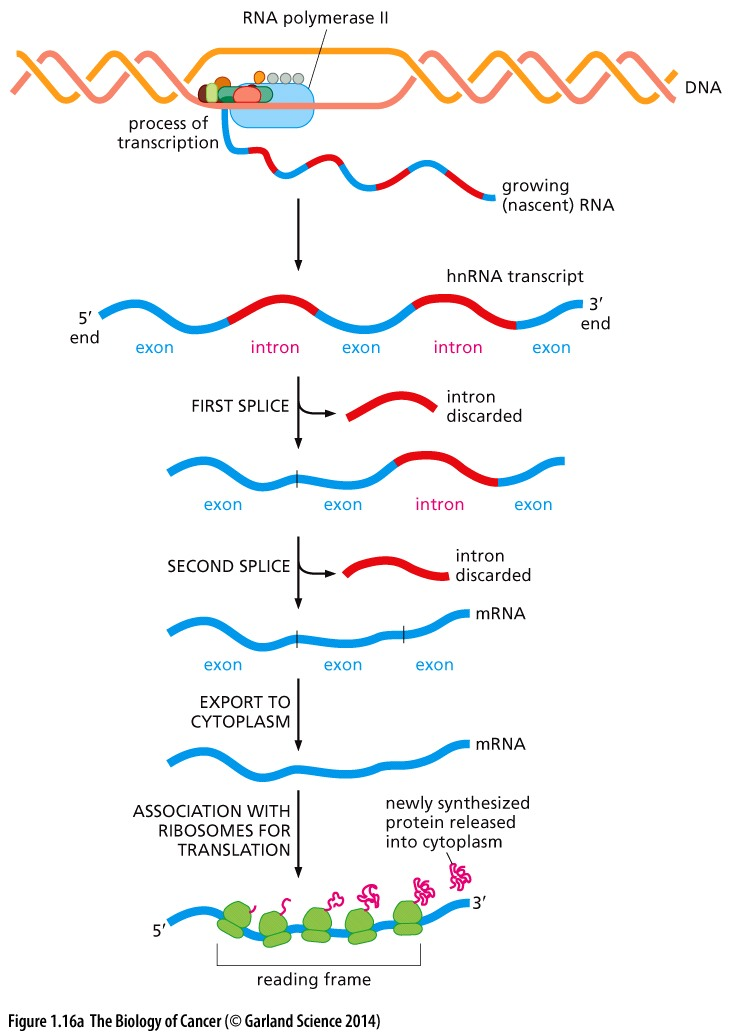 RNA polymerase II
DNA
process of
transcription
growing
(nascent) RNA
hnRNA transcript
5′
end
3′
end
exon
intron
exon
intron
exon
FIRST SPLICE
intron
discarded
exon
exon
intron
exon
SECOND SPLICE
intron
discarded
mRNA
exon
exon
exon
EXPORT TO
CYTOPLASM
mRNA
ASSOCIATION WITH
RIBOSOMES FOR
TRANSLATION
newly synthesized
protein released
into cytoplasm
5′
3′
reading frame
Figure 1.16a The Biology of Cancer (© Garland Science 2014)